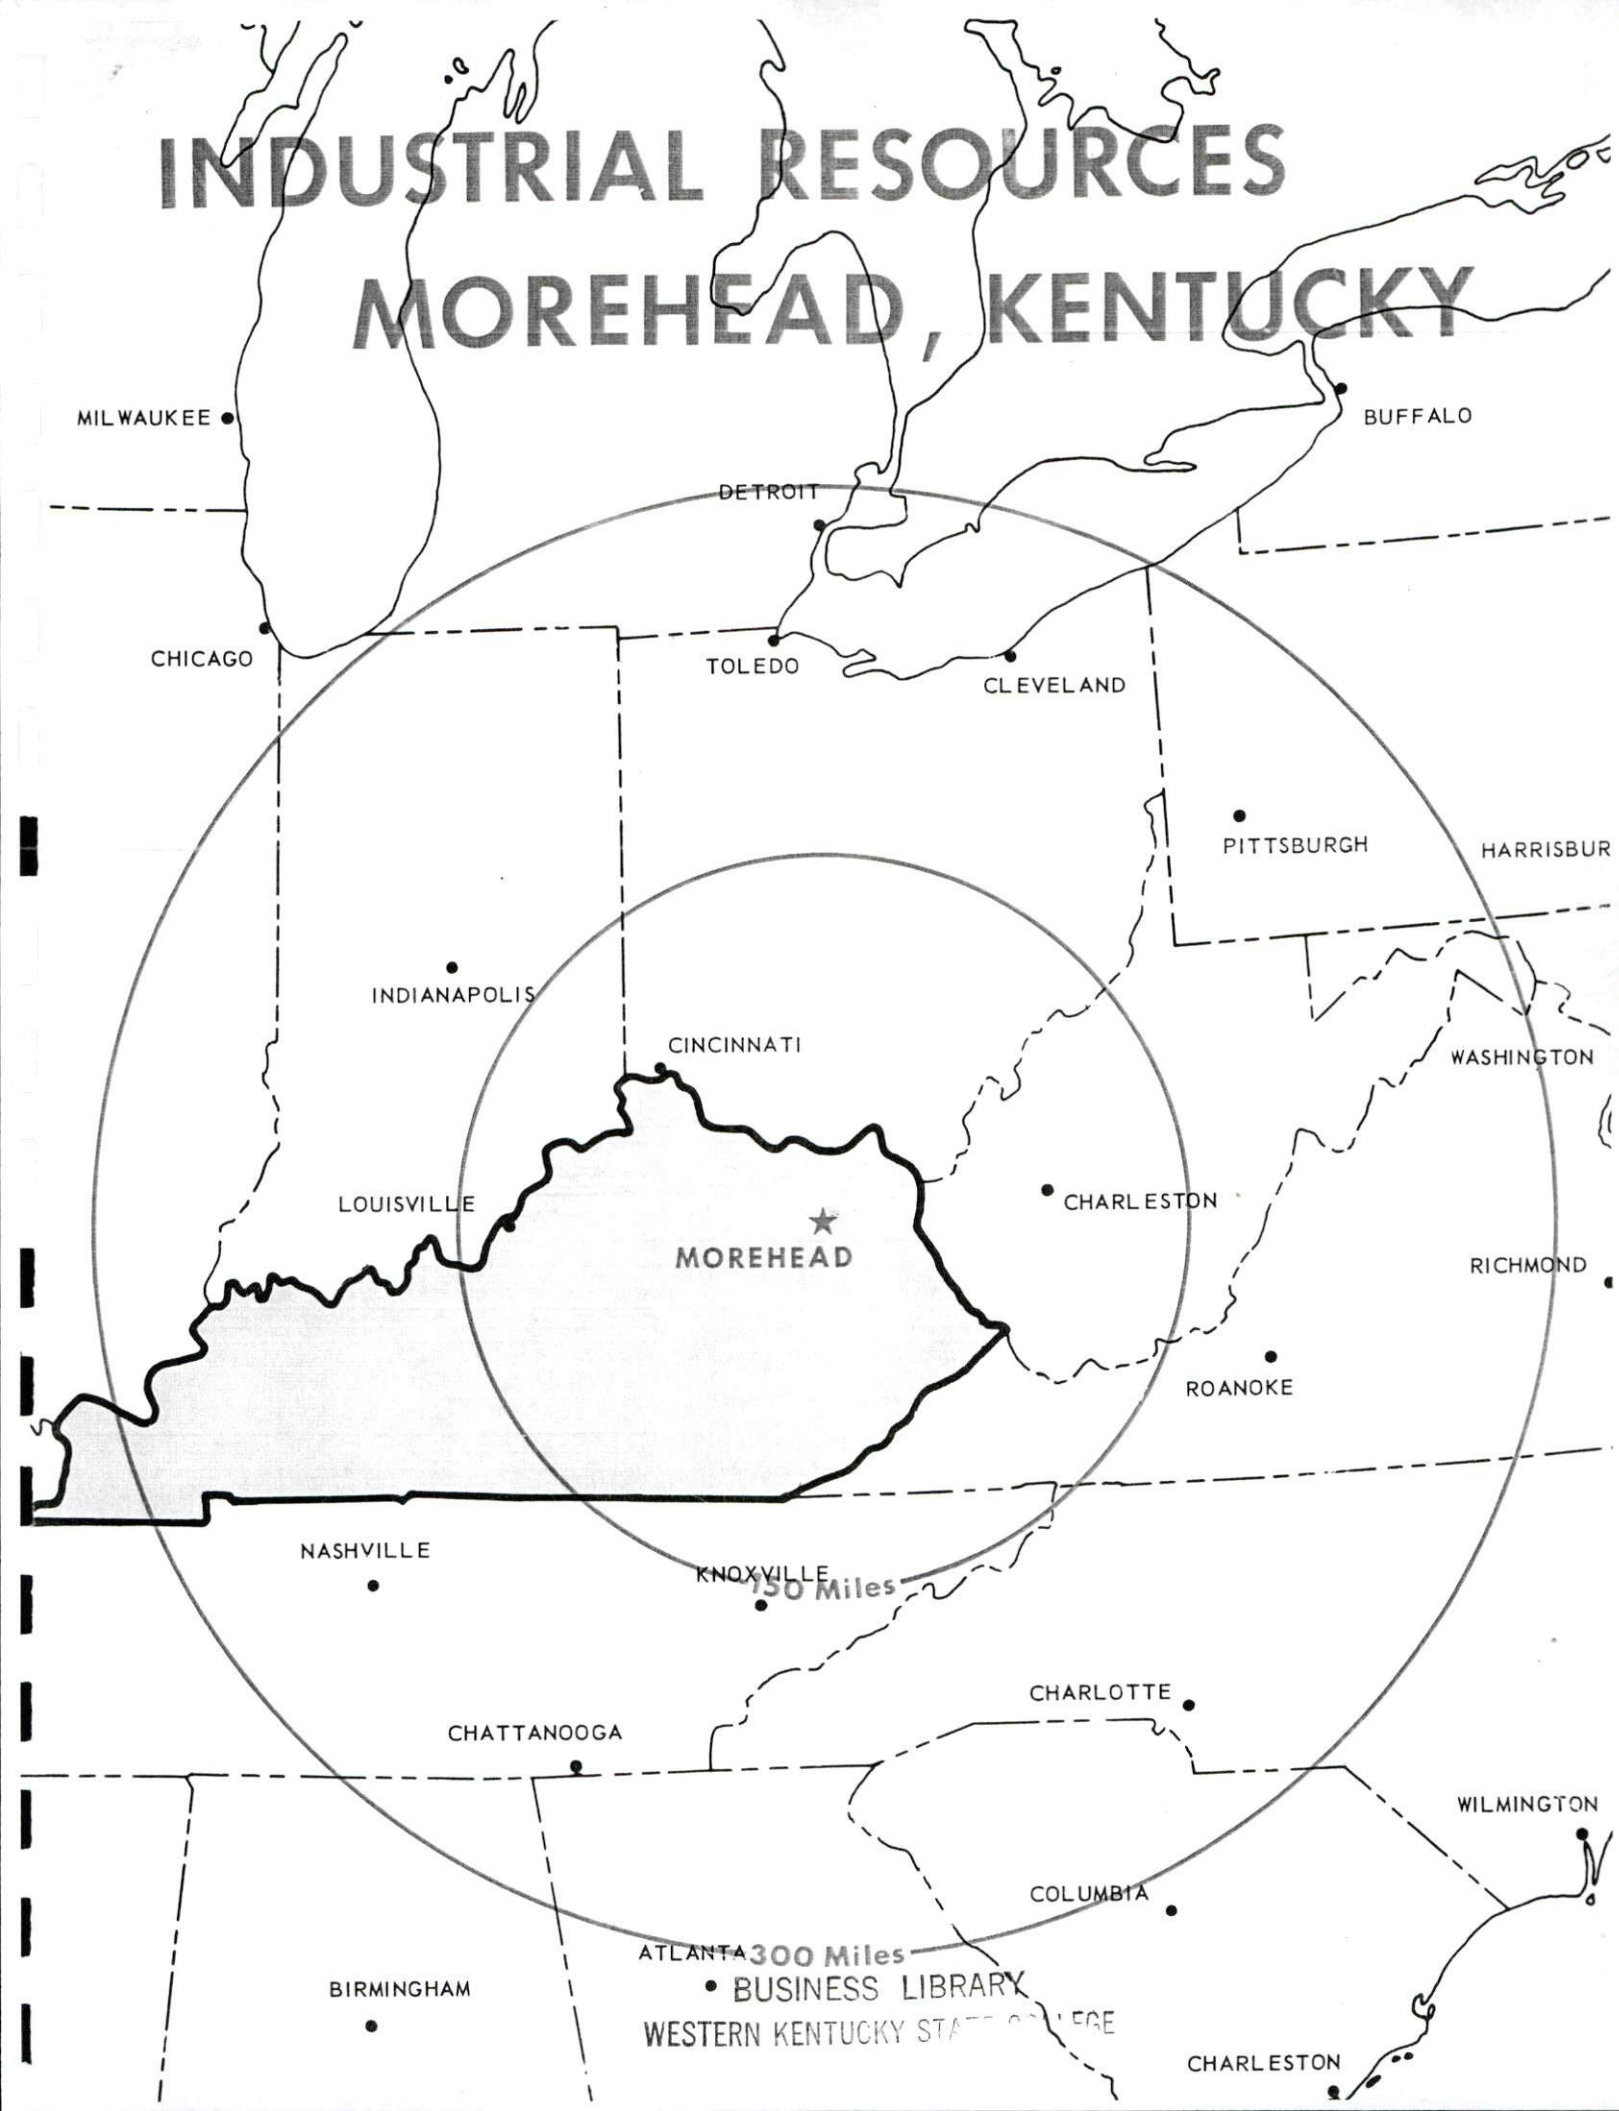 INDUSTRIAL RESOURCES
MOREHEAD, KENTUCKY
MILWAUKEE
BUFFALO
DETROIT
CHICAGO
TOLEDO
CLEVELAND
PITTSBURGH
HARRISBUR
INDIANAPOLIS
CINCINNATI
WASHINGTON
LOUISVILLE
CHARLESTON
MOREHEAD
RICHMOND
ROANOKE
NASHVILLE
KNOXVILLE
150 Miles
CHARLOTTE
CHATTANOOGA
WILMINGTON
COLUMBIA
ATLANTA
300 Miles
BIRMINGHAM
BUSINESS LIBRARY
WESTERN KENTUCKY
CHARLESTON